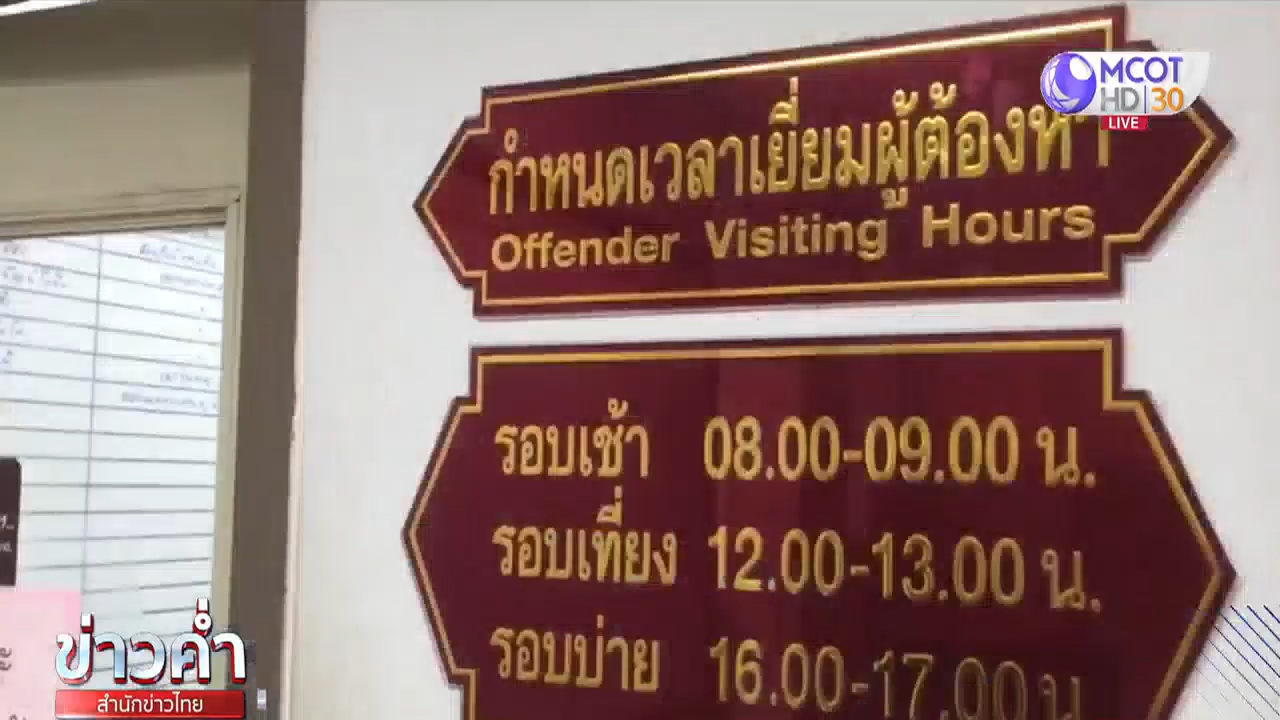 MCOT
HD 30
LIVE
กำหนดเวลาเยี่ยมผู้ต้องหา
Offender Visiting Hours
รอบเช้า 08.00-09.00 น.
รอบเที่ยง 12.00-13.00 น.
รอบบ่าย 16.00-17.00 น
ข่าวค่ำ
สำนักข่าวไทย